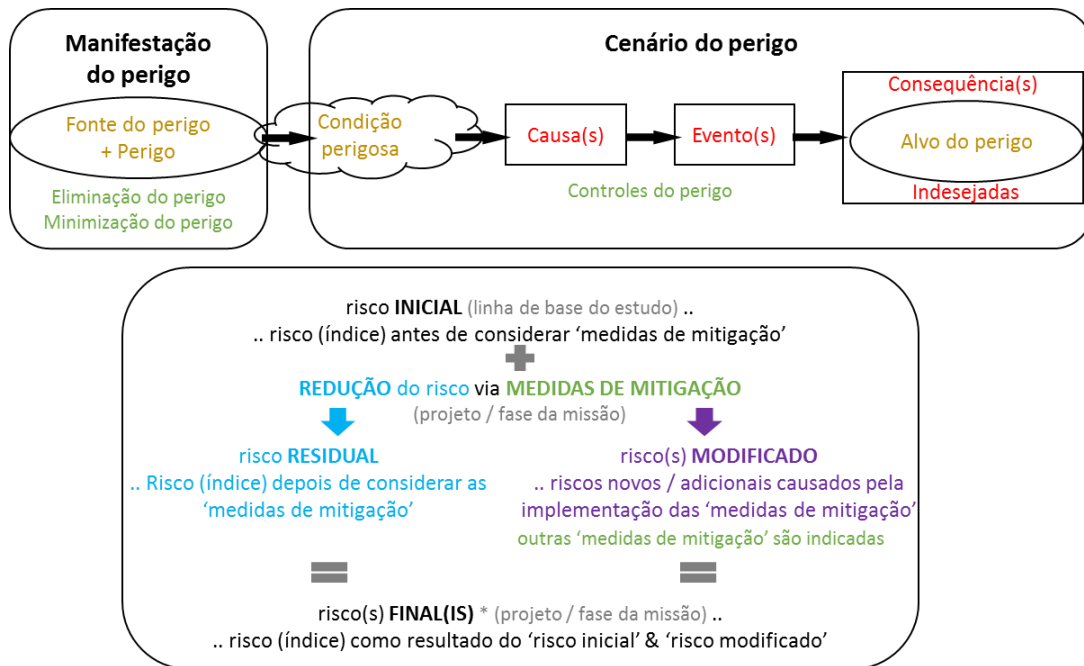 Manifestação
do perigo
Fonte do perigo
+ Perigo
Eliminação do perigo
Minimização do perigo
Cenário do perigo
Condição
perigosa
Causa(s)
Evento(s)
Controles do perigo
Consequência(s)
Alvo do perigo
Indesejadas
risco INICIAL (linha de base do estudo) ..
.. risco (índice) antes de considerar ‘medidas de mitigação’
REDUÇÃO do risco via MEDIDAS DE MITIGAÇÃO
(projeto / fase da missão)
risco RESIDUAL
.. Risco (índice) depois de considerar as
‘medidas de mitigação’
risco(s) MODIFICADO
.. riscos novos / adicionais causados pela
implementação das ‘medidas de mitigação’
outras ‘medidas de mitigação’ são indicadas
risco(s) FINAL(IS) * (projeto / fase da missão) ..
.. risco (índice) como resultado do ‘risco inicial’ & ‘risco modificado’